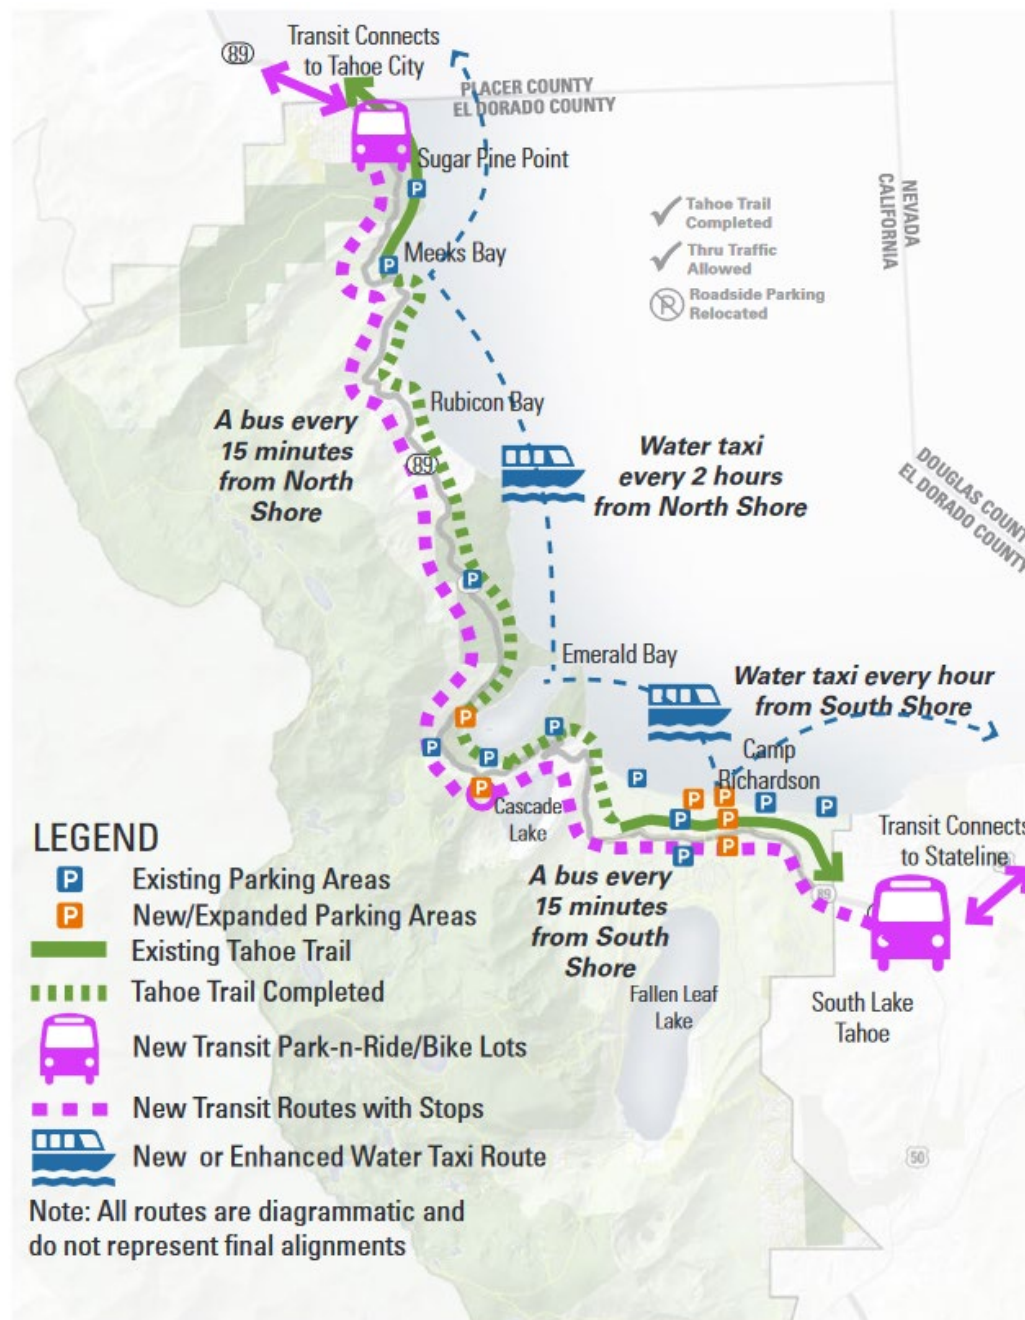 Transit Connects
to Tahoe City
89
PLACER COUNTY
EL DORADO COUNTY
Sugar Pine Point
P
NEVADA
CALIFORNIA
Tahoe Trail
Completed
Thru Traffic
Allowed
P
Roadside Parking
Relocated
Meeks Bay
P
Rubicon Bay
A bus every
15 minutes
from North
Shore
89
Water taxi
every 2 hours
from North Shore
DOUGLAS COUNT
EL DORADO COUNTY
P
Emerald Bay
Water taxi every hour
from South Shore
P
P
P
P
P
Camp
Richardson
P
P
P
P
P
P
P
P
P
Cascade
Lake
Transit Connects
to Stateline
89
A bus every
15 minutes
from South
Shore
Fallen Leaf
Lake
South Lake
Tahoe
50
LEGEND
P Existing Parking Areas
P New/Expanded Parking Areas
Existing Tahoe Trail
Tahoe Trail Completed
New Transit Park-n-Ride/Bike Lots
New Transit Routes with Stops
New or Enhanced Water Taxi Route
Note: All routes are diagrammatic and
do not represent final alignments